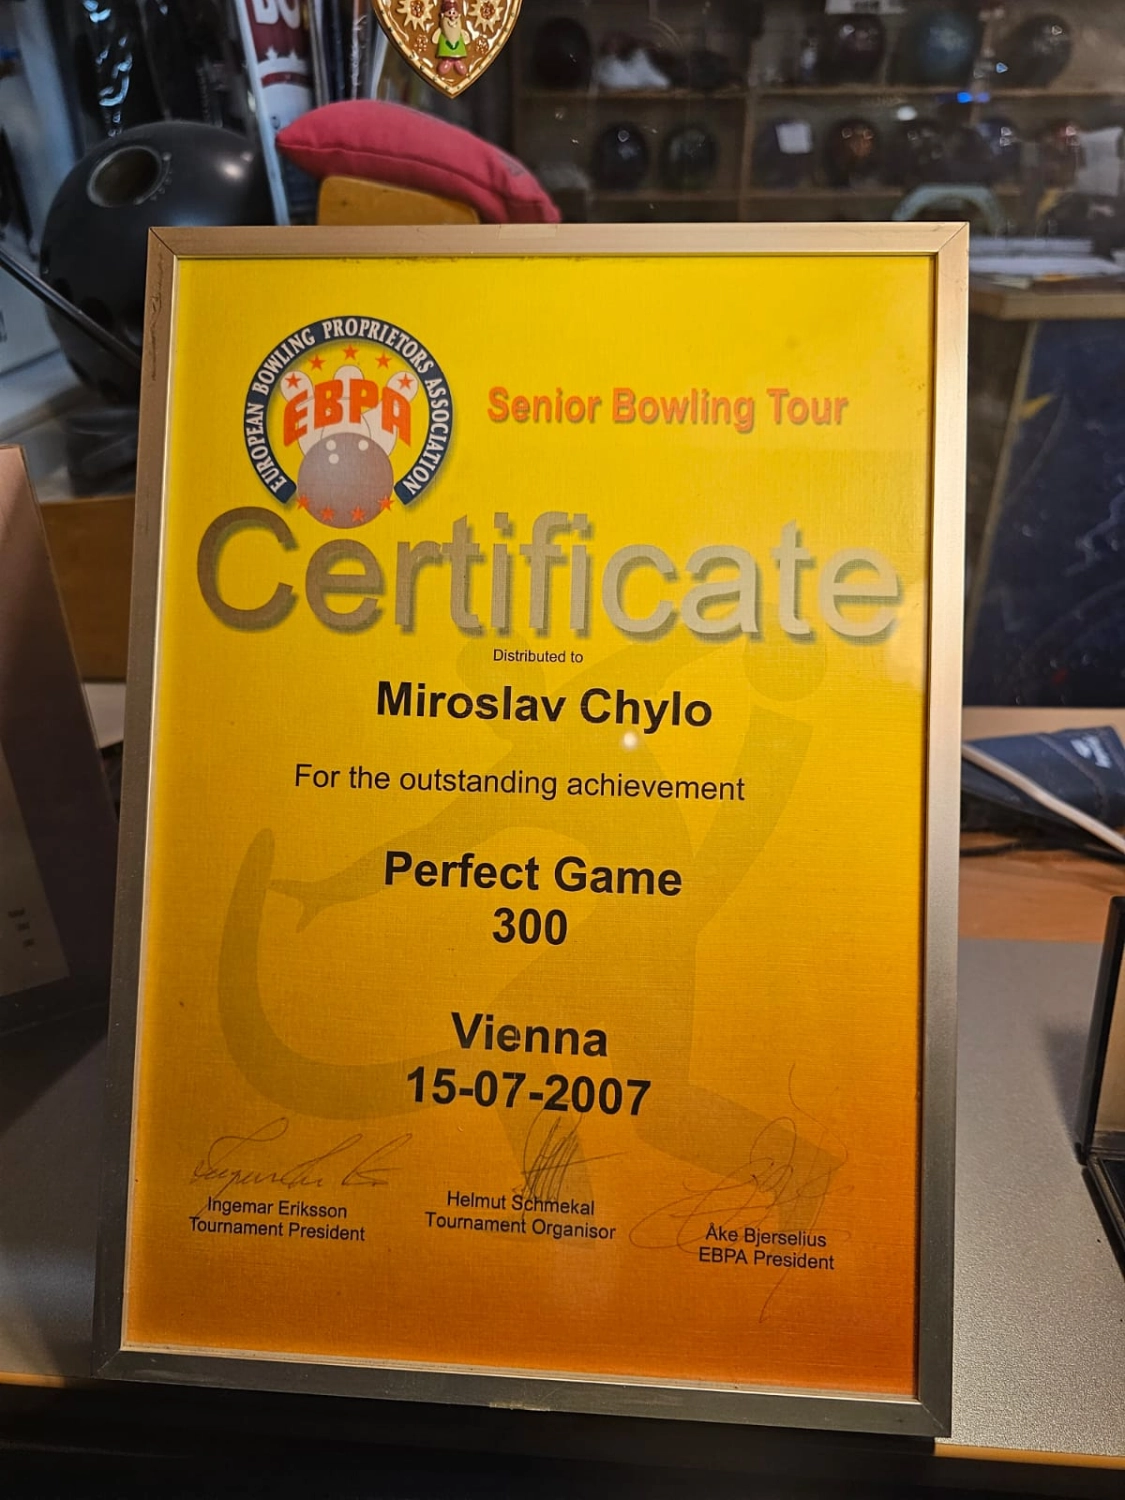 BO
EUROPEAN BOWLING PROPRIETORS ASSOCIATION
EBPA
Senior Bowling Tour
Certificate
Distributed to
Miroslav Chylo
For the outstanding achievement
Perfect Game
300
Vienna
15-07-2007
Ingemar Eriksson
Tournament President
Helmut Schmekal
Tournament Organisor
Åke Bjerselius
EBPA President